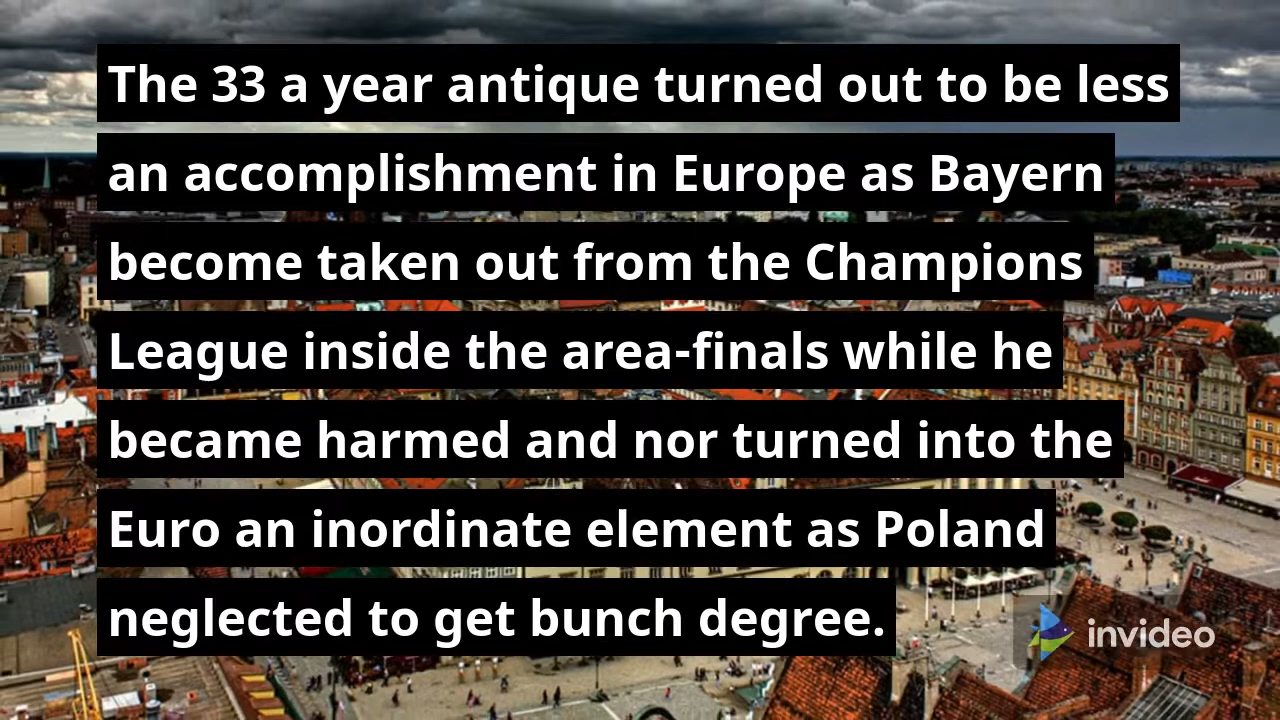 The 33 a year antique turned out to be less
an accomplishment in Europe as Bayern
become taken out from the Champions
League inside the area-finals while he
became harmed and nor turned into the
Euro an inordinate element as Poland
neglected to get bunch degree.
invideo